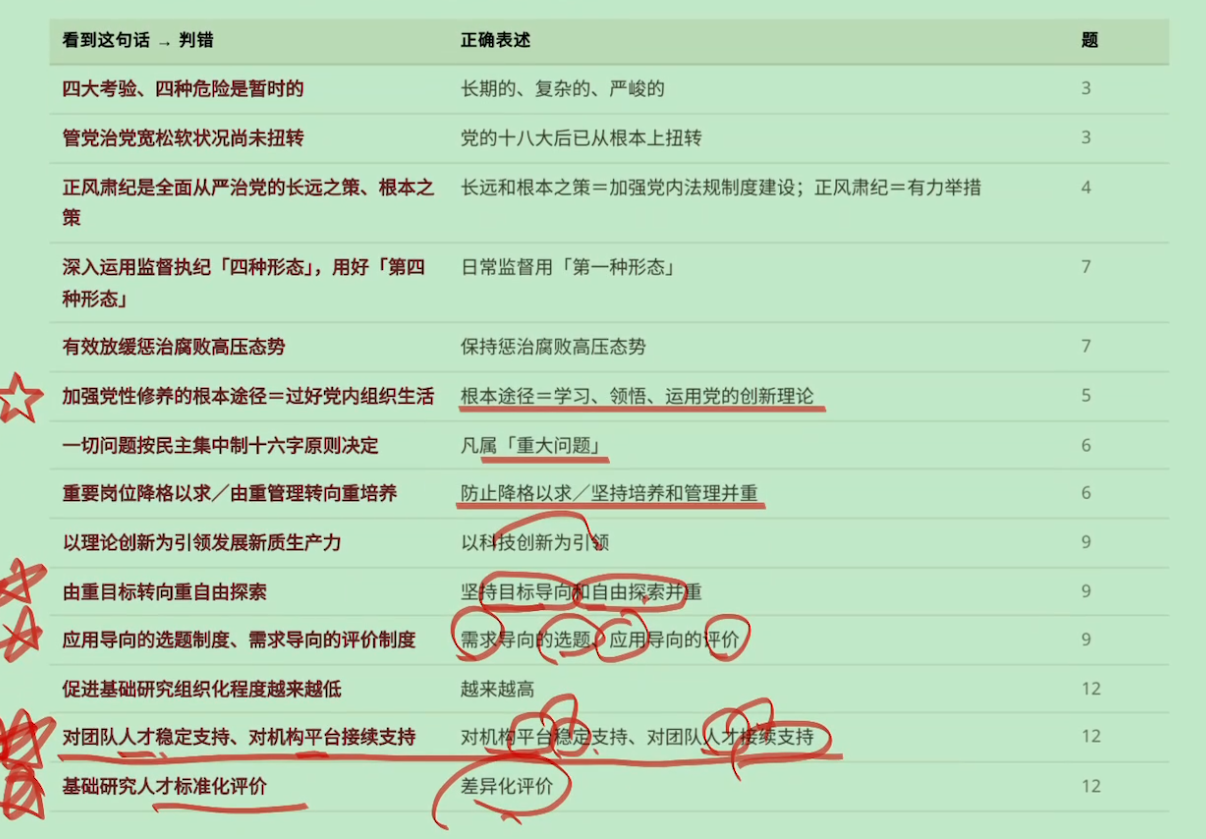 看到这句话 → 判错 正确表述 题
四大考验、四种危险是暂时的 长期的、复杂的、严峻的 3
管党治党宽松软状况尚未扭转 党的十八大后已从根本上扭转 3
正风肃纪是全面从严治党的长远之策、根本之 长远和根本之策＝加强党内法规制度建设；正风肃纪＝有力举措 4
策
深入运用监督执纪「四种形态」，用好「第四 日常监督用「第一种形态」 7
种形态」
有效放缓惩治腐败高压态势 保持惩治腐败高压态势 7
加强党性修养的根本途径＝过好党内组织生活 根本途径＝学习、领悟、运用党的创新理论 5
一切问题按民主集中制十六字原则决定 凡属「重大问题」 6
重要岗位降格以求／由重管理转向重培养 防止降格以求／坚持培养和管理并重 6
以理论创新为引领发展新质生产力 以科技创新为引领 9
由重目标转向重自由探索 坚持目标导向和自由探索并重 9
应用导向的选题制度、需求导向的评价制度 需求导向的选题、应用导向的评价 9
促进基础研究组织化程度越来越低 越来越高 12
对团队人才稳定支持、对机构平台接续支持 对机构平台稳定支持、对团队人才接续支持 12
基础研究人才标准化评价 差异化评价 12